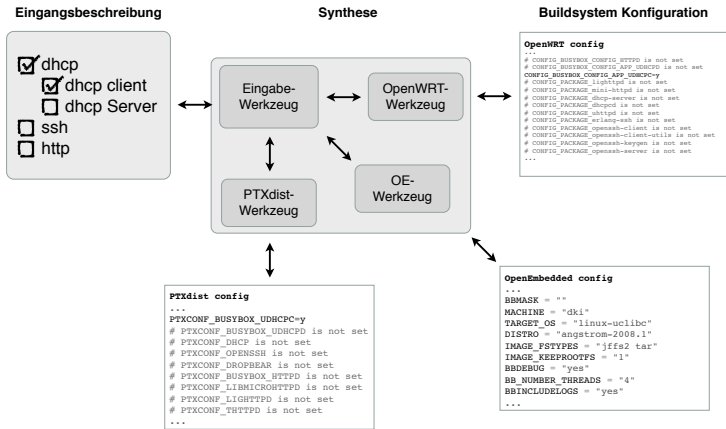 Eingangsbeschreibung
Synthese
Buildsystem Konfiguration
dhcp
dhcp client
dhcp Server
ssh
http
Eingabe-
Werkzeug
OpenWRT-
Werkzeug
PTXdist-
Werkzeug
OE-
Werkzeug
OpenWRT config
...
# CONFIG_BUSYBOX_CONFIG_HTTPD is not set
# CONFIG_BUSYBOX_CONFIG_APP_UDHCPD is not set
CONFIG_BUSYBOX_CONFIG_APP_UDHCPC=y
# CONFIG_PACKAGE_lighttpd is not set
# CONFIG_PACKAGE_mini-httpd is not set
# CONFIG_PACKAGE_dhcp-server is not set
# CONFIG_PACKAGE_dhcpcd is not set
# CONFIG_PACKAGE_uhttpd is not set
# CONFIG_PACKAGE_erlang-ssh is not set
# CONFIG_PACKAGE_openssh-client is not set
# CONFIG_PACKAGE_openssh-client-utils is not set
# CONFIG_PACKAGE_openssh-keygen is not set
# CONFIG_PACKAGE_openssh-server is not set
...
PTXdist config
...
PTXCONF_BUSYBOX_UDHCPC=y
# PTXCONF_BUSYBOX_UDHCPD is not set
# PTXCONF_DHCP is not set
# PTXCONF_OPENSSH is not set
# PTXCONF_DROPBEAR is not set
# PTXCONF_BUSYBOX_HTTPD is not set
# PTXCONF_LIBMICROHTTPD is not set
# PTXCONF_LIGHTTPD is not set
# PTXCONF_THTTPD is not set
...
OpenEmbedded config
...
BBMASK = ""
MACHINE = "dki"
TARGET_OS = "linux-uclibc"
DISTRO = "angstrom-2008.1"
IMAGE_FSTYPES = "jffs2 tar"
IMAGE_KEEPROOTFS = "1"
BBDEBUG = "yes"
BB_NUMBER_THREADS = "4"
BBINCLUDELOGS = "yes"
...